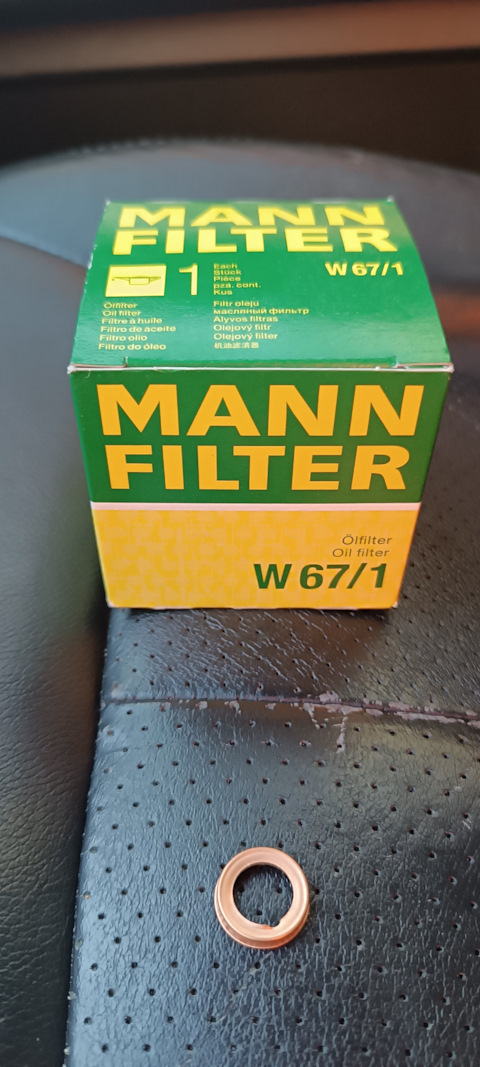 MANN
FILTER
W 67/1
1
Each
Stück
Pièce
pza. cont.
Kus
Ölfilter
Oil filter
Filtre à huile
Filtro de aceite
Filtro olio
Filtro do óleo
Filtr oleju
масляный фильтр
Alyvos filtras
Olejový filtr
Olejový filter
机油滤清器
MANN
FILTER
Ölfilter
Oil filter
W 67/1